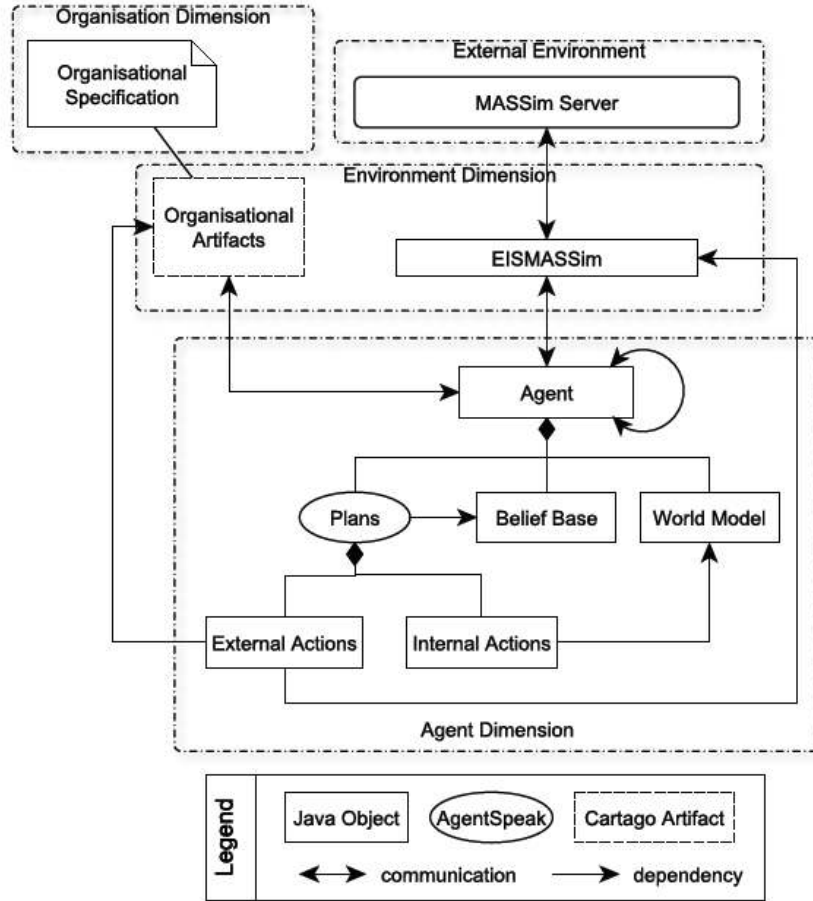 Organisation Dimension
Organisational
Specification
External Environment
MASSim Server
Environment Dimension
Organisational
Artifacts
EISMASSim
Agent
Plans
Belief Base
World Model
External Actions
Internal Actions
Agent Dimension
Legend
Java Object
AgentSpeak
Cartago Artifact
communication
dependency